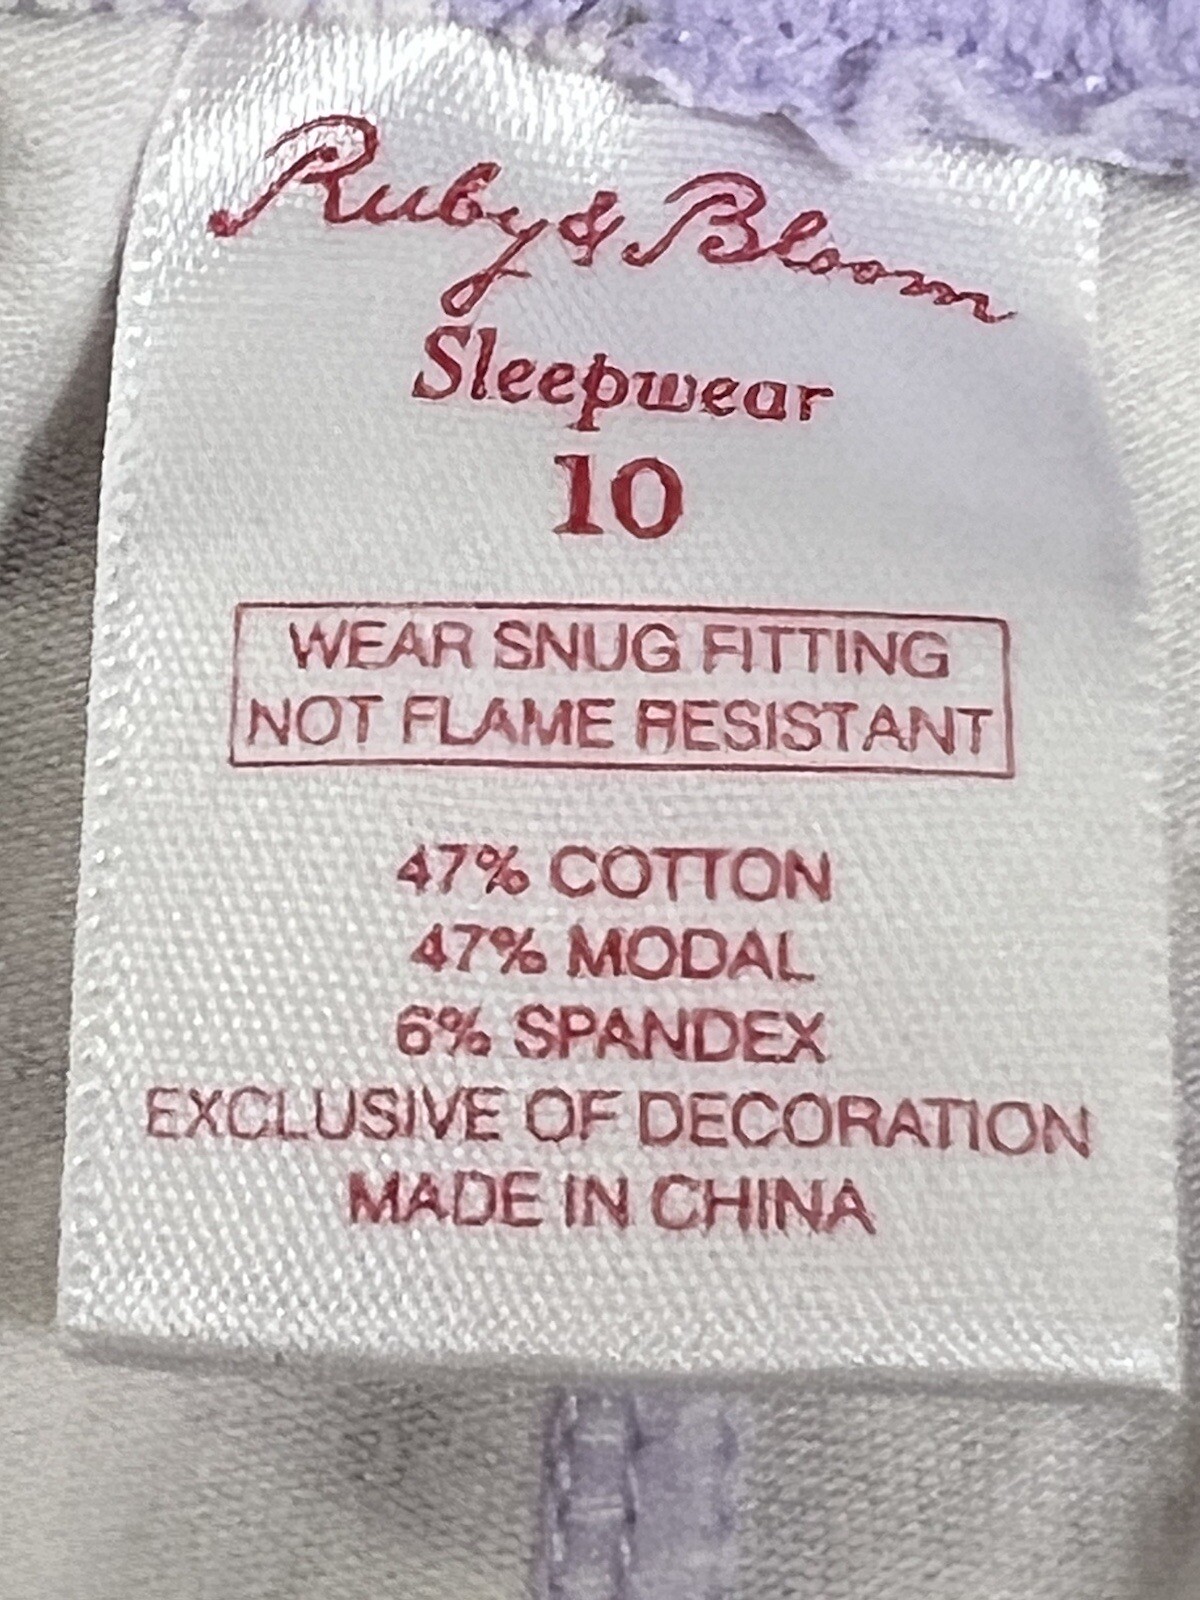 Ruby & Bloom
Sleepwear
10
WEAR SNUG FITTING
NOT FLAME RESISTANT
47% COTTON
47% MODAL
6% SPANDEX
EXCLUSIVE OF DECORATION
MADE IN CHINA